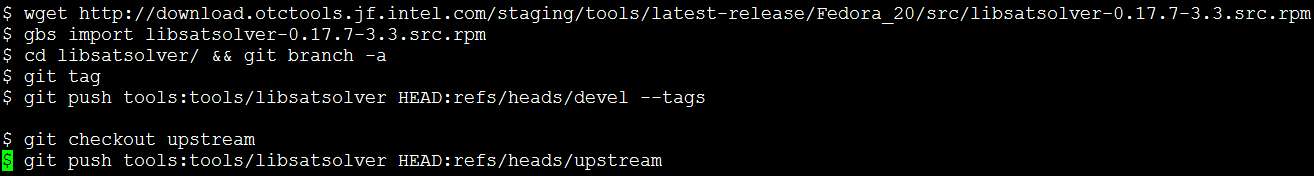 $ wget http://download.otctools.jf.intel.com/staging/tools/latest-release/Fedora_20/src/libsatsolver-0.17.7-3.3.src.rpm
$ gbs import libsatsolver-0.17.7-3.3.src.rpm
$ cd libsatsolver/ && git branch -a
$ git tag
$ git push tools:tools/libsatsolver HEAD:refs/heads/devel --tags
$ git checkout upstream
$ git push tools:tools/libsatsolver HEAD:refs/heads/upstream